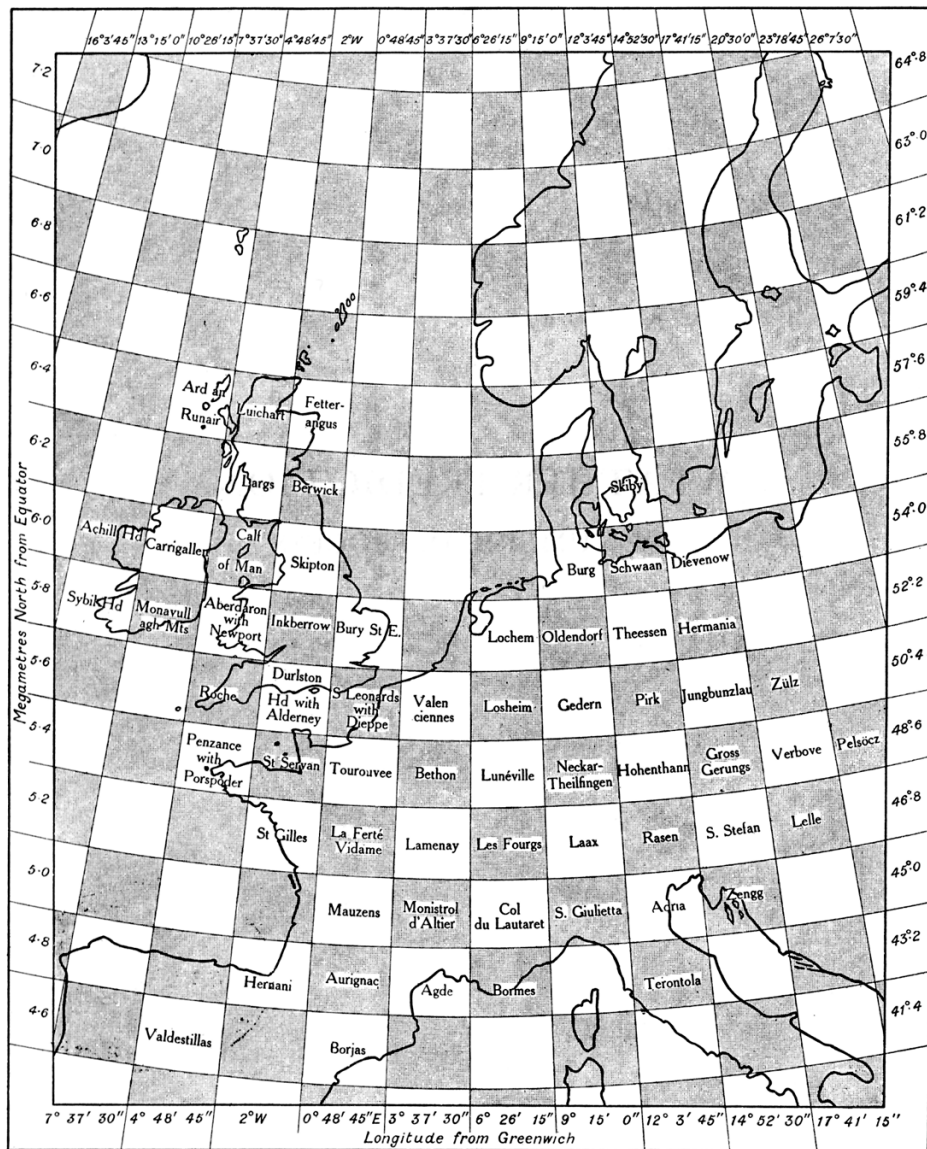 16°3'45" 13°15'0" 10°26'15" 7°37'30" 4°48'45" 2°W 0°48'45" 3°37'30" 6°26'15" 9°15'0" 12°3'45" 14°52'30" 17°41'15" 20°30'0" 23°18'45" 26°7'30"
7·2
7·0
6·8
6·6
6·4
6·2
6·0
5·8
5·6
5·4
5·2
5·0
4·8
4·6
Megametres North from Equator
64°·8
63°·0
61°·2
59°·4
57°·6
55°·8
54°·0
52°·2
50°·4
48°·6
46°·8
45°·0
43°·2
41°·4
Ard an
Runair
Luichart
Fetter-
angus
Largs
Berwick
Skiby
Achill Hd
Carrigaller
Calf
of Man
Skipton
Burg
Schwaan
Dievenow
Sybil Hd
Monavull
agh Mts
Aberdaron
with
Newport
Inkberrow
Bury St E.
Lochem
Oldendorf
Theessen
Hermania
Roche
Durlston
Hd with
Alderney
S Leonards
with
Dieppe
Valen
ciennes
Losheim
Gedern
Pirk
Jungbunzlau
Zülz
Penzance
with
Porspoder
St Servan
Tourouvee
Bethon
Lunéville
Neckar-
Theilfingen
Hohenthann
Gross
Gerungs
Verbove
Pelsöcz
St Gilles
La Ferté
Vidame
Lamenay
Les Fourgs
Laax
Rasen
S. Stefan
Lelle
Mauzens
Monistrol
d'Altier
Col
du Lautaret
S. Giulietta
Adria
Zengg
Hernani
Aurignac
Agde
Bormes
Terontola
Valdestillas
Borjas
7° 37' 30" 4° 48' 45" 2°W 0° 48' 45"E 3° 37' 30" 6° 26' 15" 9° 15' 0" 12° 3' 45" 14° 52' 30" 17° 41' 15"
Longitude from Greenwich